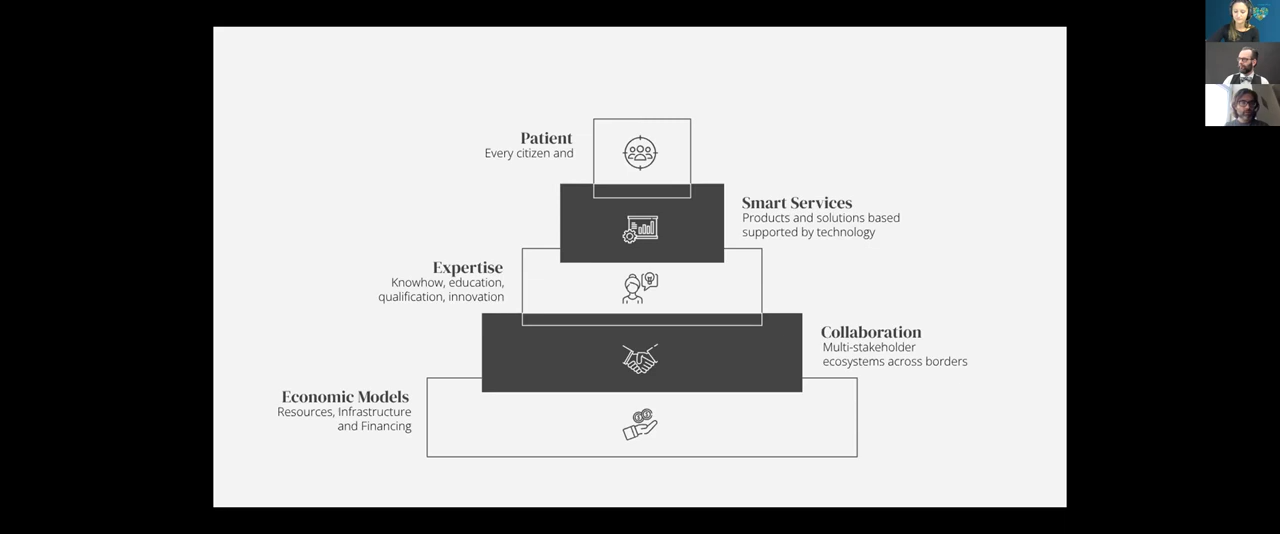 Patient
Every citizen and
Smart Services
Products and solutions based
supported by technology
Expertise
Knowhow, education,
qualification, innovation
Collaboration
Multi-stakeholder
ecosystems across borders
Economic Models
Resources, Infrastructure
and Financing